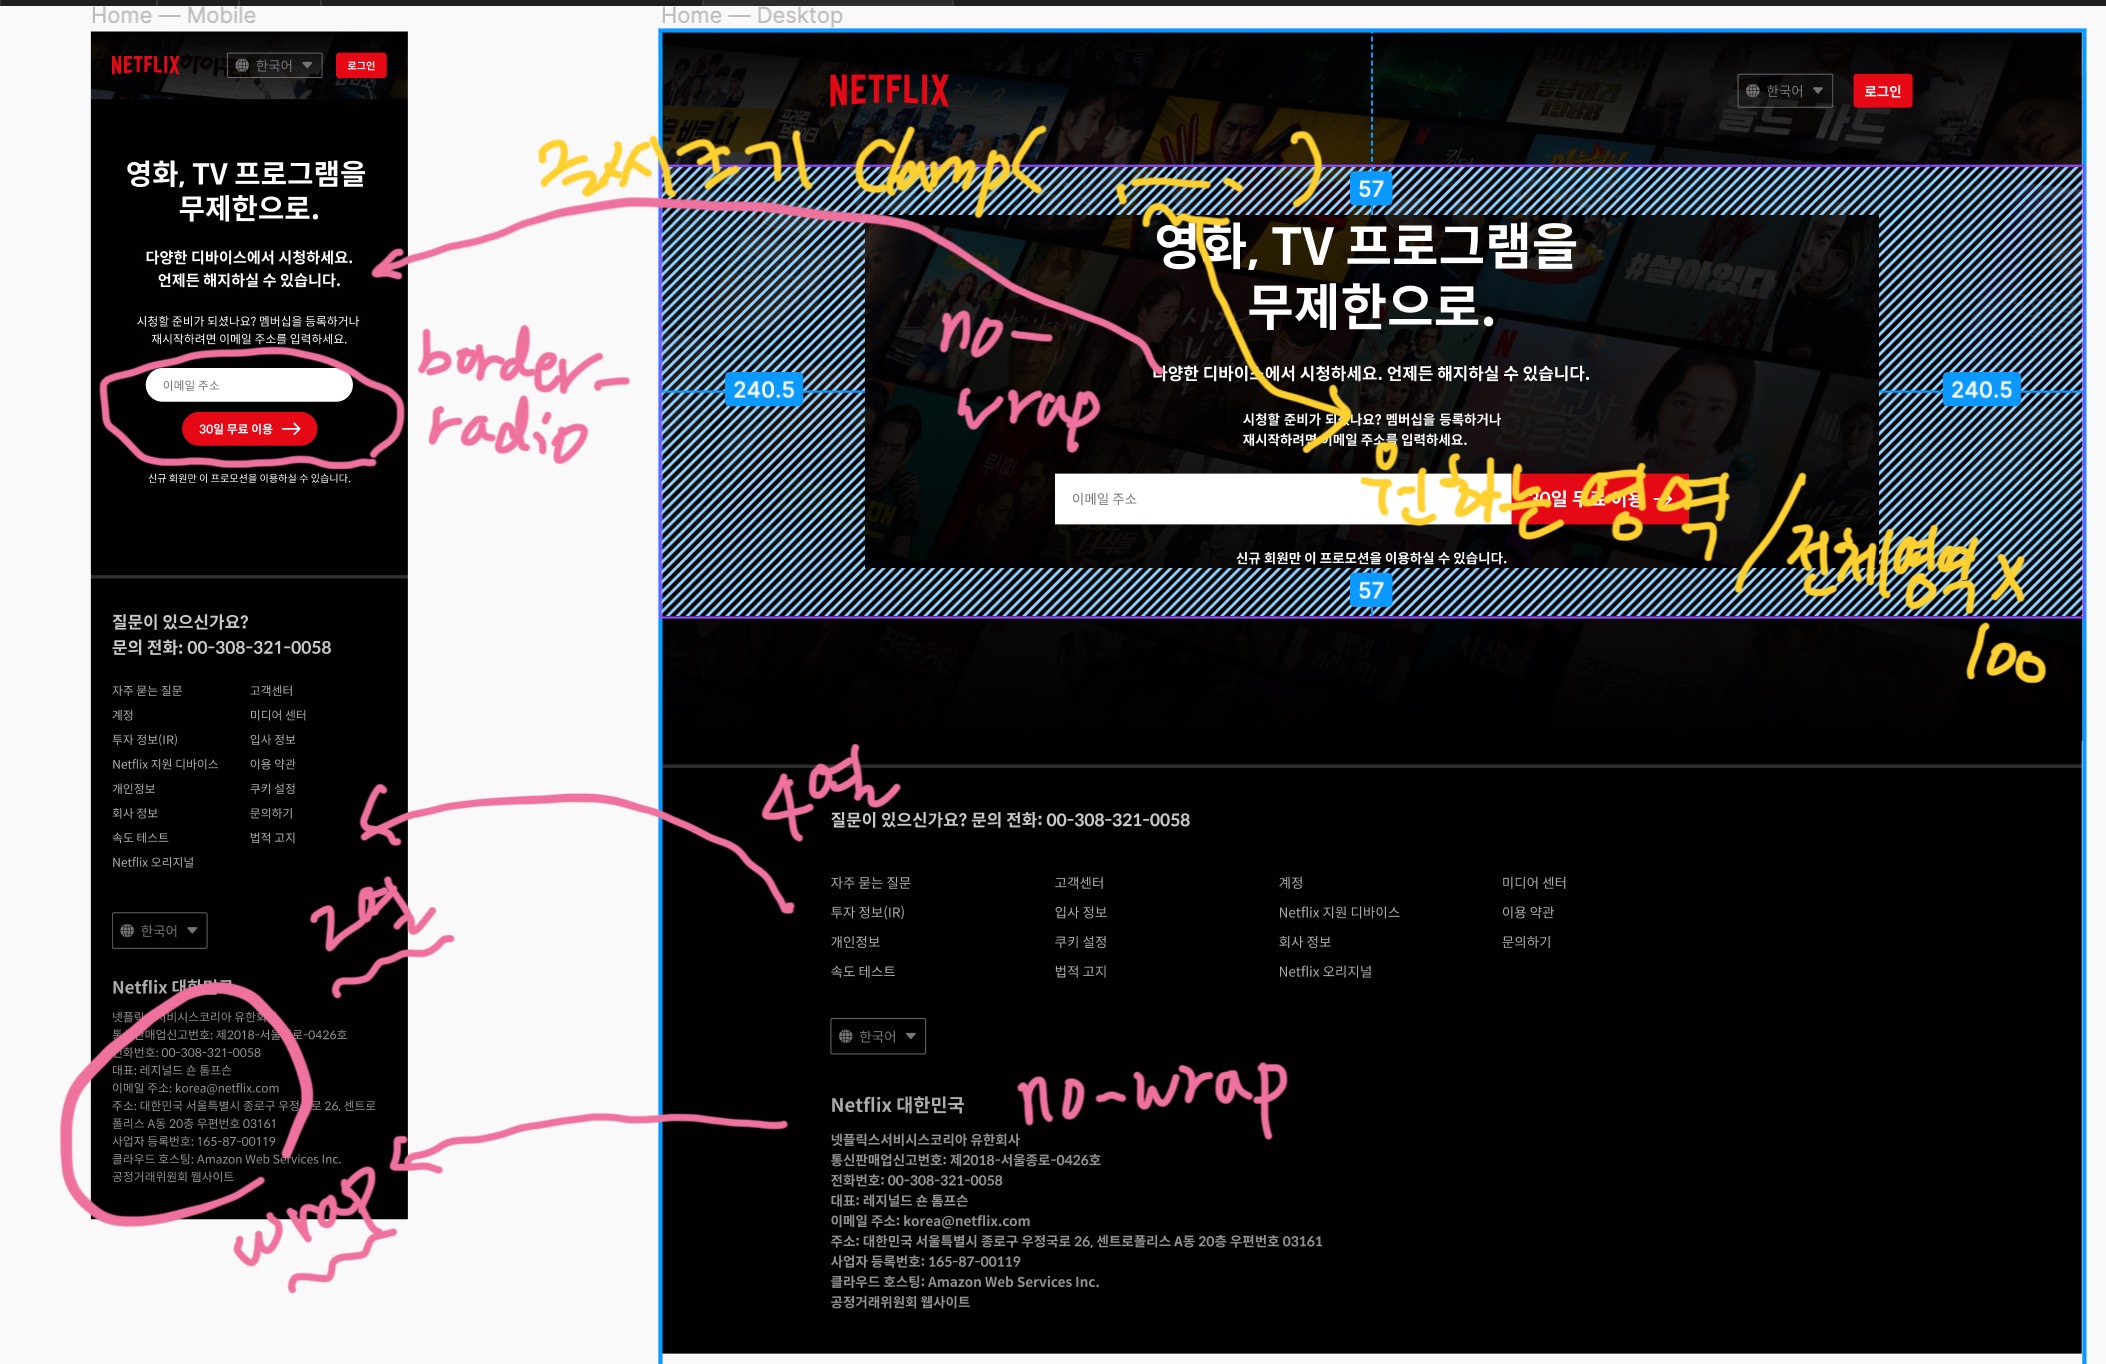 Home — Mobile
NETFLIX
한국어
로그인
영화, TV 프로그램을
무제한으로.
다양한 디바이스에서 시청하세요.
언제든 해지하실 수 있습니다.
시청할 준비가 되셨나요? 멤버십을 등록하거나
재시작하려면 이메일 주소를 입력하세요.
이메일 주소
30일 무료 이용
신규 회원만 이 프로모션을 이용하실 수 있습니다.
border-
radio
질문이 있으신가요?
문의 전화: 00-308-321-0058
자주 묻는 질문 고객센터
계정 미디어 센터
투자 정보(IR) 입사 정보
Netflix 지원 디바이스 이용 약관
개인정보 쿠키 설정
회사 정보 문의하기
속도 테스트 법적 고지
Netflix 오리지널
2열
한국어
Netflix 대한민국
넷플릭스서비시스코리아 유한회사
통신판매업신고번호: 제2018-서울종로-0426호
전화번호: 00-308-321-0058
대표: 레지널드 숀 톰프슨
이메일 주소: korea@netflix.com
주소: 대한민국 서울특별시 종로구 우정국로 26, 센트로
폴리스 A동 20층 우편번호 03161
사업자 등록번호: 165-87-00119
클라우드 호스팅: Amazon Web Services Inc.
공정거래위원회 웹사이트
wrap
Home — Desktop
NETFLIX
한국어
로그인
응답하라
1988
글씨크기 Clamp( , )
57
영화, TV 프로그램을
무제한으로.
#살아있다
no-
wrap
다양한 디바이스에서 시청하세요. 언제든 해지하실 수 있습니다.
240.5
240.5
시청할 준비가 되셨나요? 멤버십을 등록하거나
재시작하려면 이메일 주소를 입력하세요.
이메일 주소
30일 무료 이용
원하는 영역 / 전체영역 x
100
신규 회원만 이 프로모션을 이용하실 수 있습니다.
57
4열
질문이 있으신가요? 문의 전화: 00-308-321-0058
자주 묻는 질문 고객센터 계정 미디어 센터
투자 정보(IR) 입사 정보 Netflix 지원 디바이스 이용 약관
개인정보 쿠키 설정 회사 정보 문의하기
속도 테스트 법적 고지 Netflix 오리지널
한국어
no-wrap
Netflix 대한민국
넷플릭스서비시스코리아 유한회사
통신판매업신고번호: 제2018-서울종로-0426호
전화번호: 00-308-321-0058
대표: 레지널드 숀 톰프슨
이메일 주소: korea@netflix.com
주소: 대한민국 서울특별시 종로구 우정국로 26, 센트로폴리스 A동 20층 우편번호 03161
사업자 등록번호: 165-87-00119
클라우드 호스팅: Amazon Web Services Inc.
공정거래위원회 웹사이트